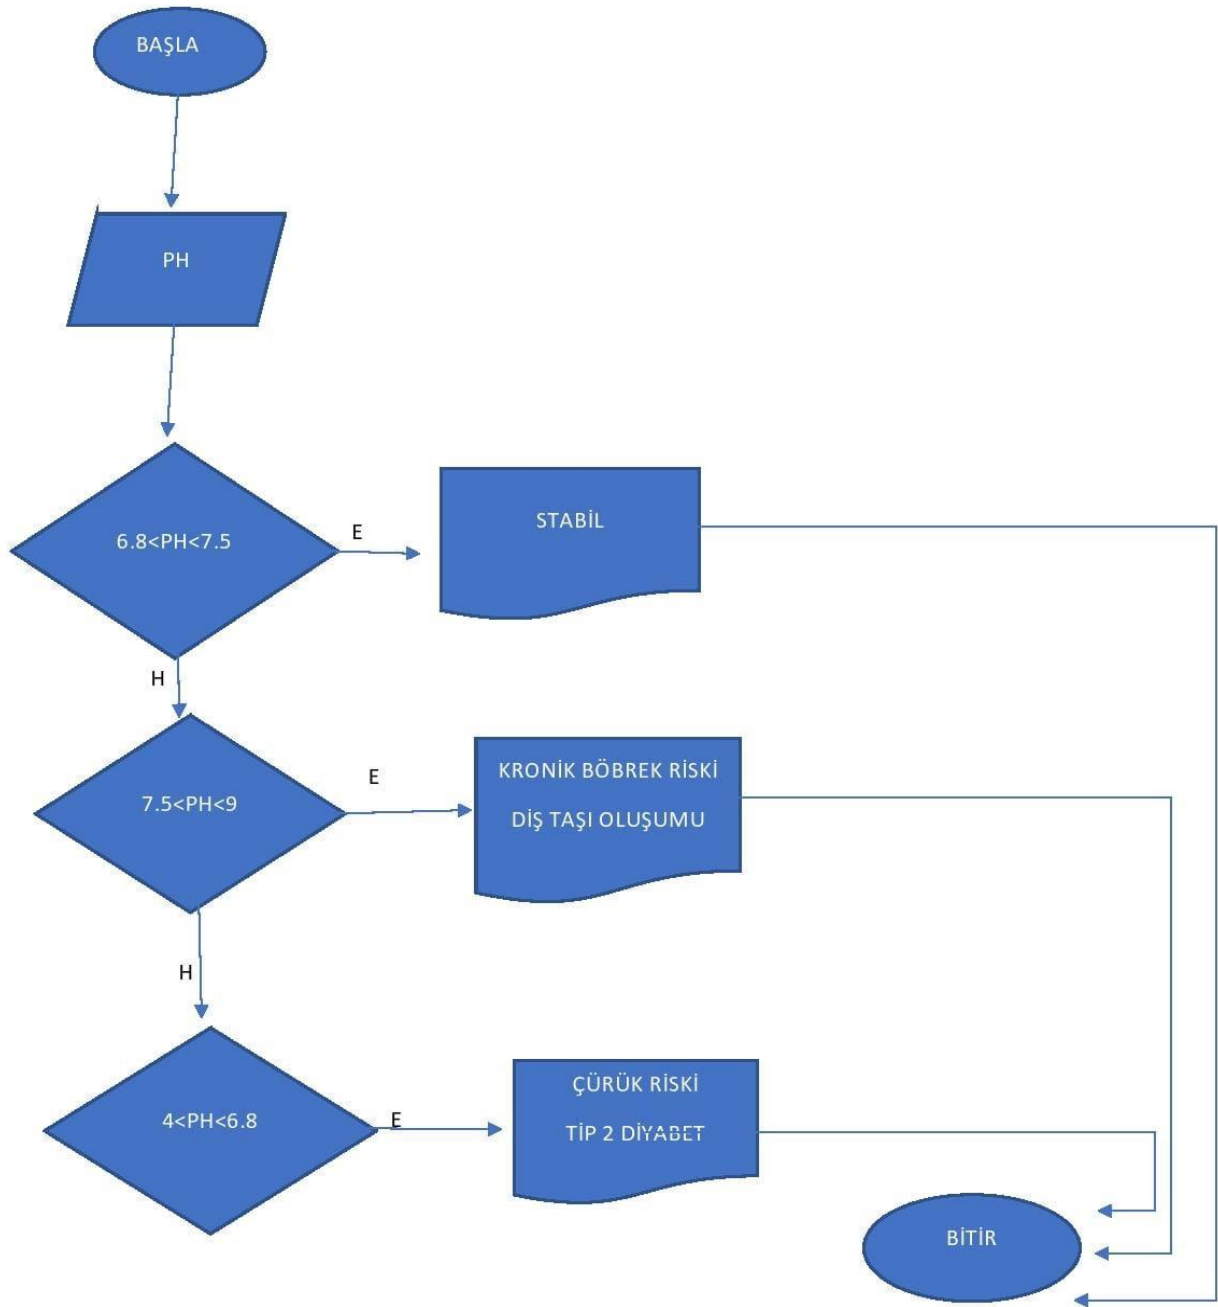 BAŞLA
PH
6.8<PH<7.5
E
STABİL
H
7.5<PH<9
E
KRONİK BÖBREK RİSKİ
DİŞ TAŞI OLUŞUMU
H
4<PH<6.8
E
ÇÜRÜK RİSKİ
TİP 2 DİYABET
BİTİR